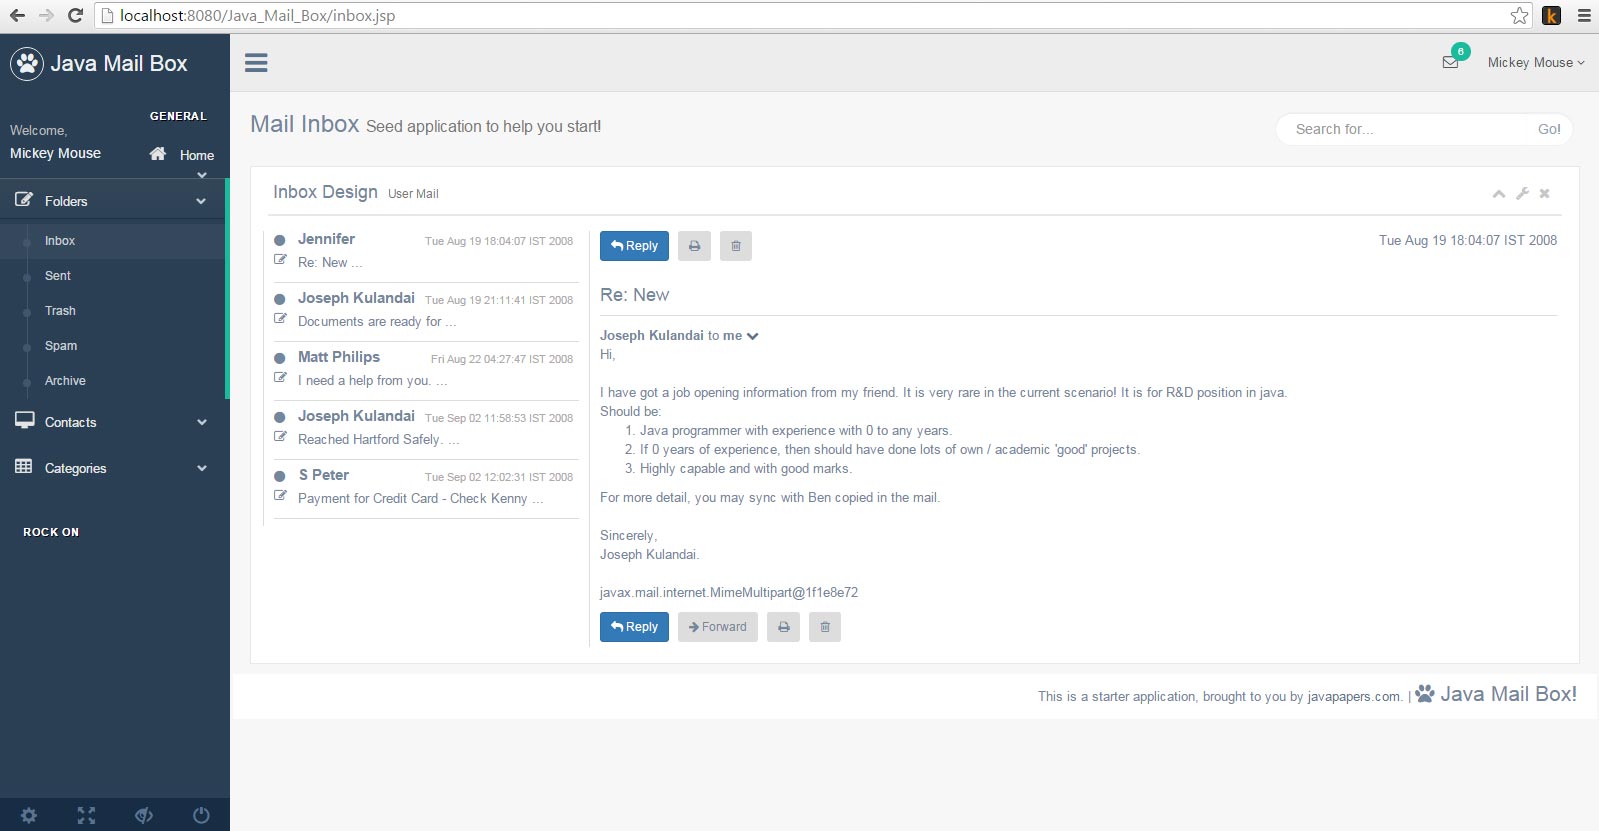 localhost:8080/Java_Mail_Box/inbox.jsp
Java Mail Box
6
Mickey Mouse
GENERAL
Welcome,
Mickey Mouse
Home
Folders
Inbox
Sent
Trash
Spam
Archive
Contacts
Categories
ROCK ON
Mail Inbox Seed application to help you start!
Search for... Go!
Inbox Design User Mail
Jennifer Tue Aug 19 18:04:07 IST 2008
Re: New ...
Joseph Kulandai Tue Aug 19 21:11:41 IST 2008
Documents are ready for ...
Matt Philips Fri Aug 22 04:27:47 IST 2008
I need a help from you. ...
Joseph Kulandai Tue Sep 02 11:58:53 IST 2008
Reached Hartford Safely. ...
S Peter Tue Sep 02 12:02:31 IST 2008
Payment for Credit Card - Check Kenny ...
Reply Tue Aug 19 18:04:07 IST 2008
Re: New
Joseph Kulandai to me
Hi,
I have got a job opening information from my friend. It is very rare in the current scenario! It is for R&D position in java.
Should be:
1. Java programmer with experience with 0 to any years.
2. If 0 years of experience, then should have done lots of own / academic 'good' projects.
3. Highly capable and with good marks.
For more detail, you may sync with Ben copied in the mail.
Sincerely,
Joseph Kulandai.
javax.mail.internet.MimeMultipart@1f1e8e72
Reply Forward
This is a starter application, brought to you by javapapers.com. | Java Mail Box!